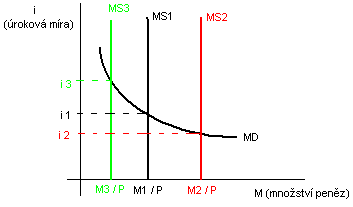 i
(úroková míra)
MS3
MS1
MS2
i 3
i 1
i 2
MD
M3 / P
M1 / P
M2 / P
M (množství peněz)